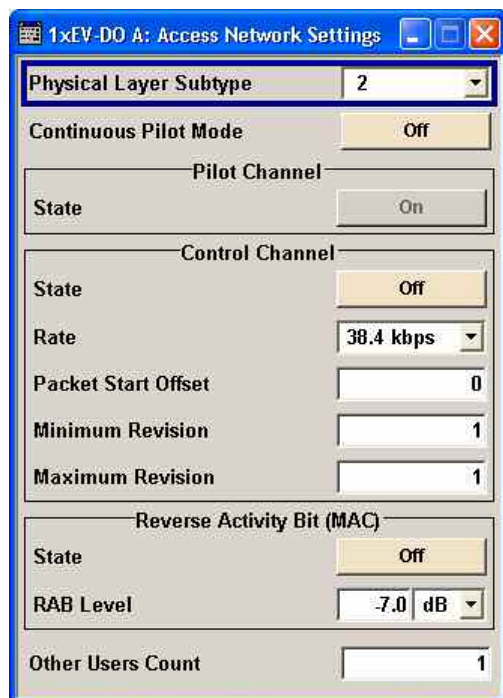 1xEV-DO A: Access Network Settings
Physical Layer Subtype 2
Continuous Pilot Mode Off
Pilot Channel
State On
Control Channel
State Off
Rate 38.4 kbps
Packet Start Offset 0
Minimum Revision 1
Maximum Revision 1
Reverse Activity Bit (MAC)
State Off
RAB Level -7.0 dB
Other Users Count 1